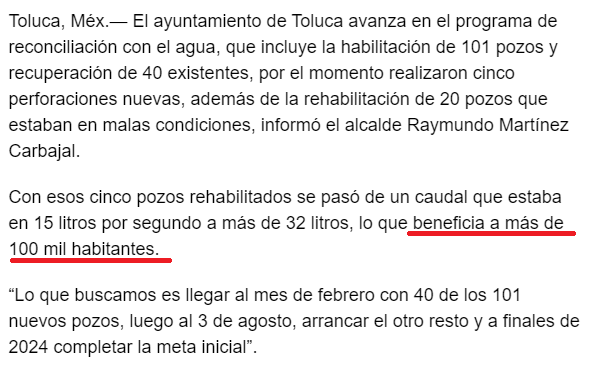 Toluca, Méx.— El ayuntamiento de Toluca avanza en el programa de
reconciliación con el agua, que incluye la habilitación de 101 pozos y
recuperación de 40 existentes, por el momento realizaron cinco
perforaciones nuevas, además de la rehabilitación de 20 pozos que
estaban en malas condiciones, informó el alcalde Raymundo Martínez
Carbajal.
Con esos cinco pozos rehabilitados se pasó de un caudal que estaba
en 15 litros por segundo a más de 32 litros, lo que beneficia a más de
100 mil habitantes.
“Lo que buscamos es llegar al mes de febrero con 40 de los 101
nuevos pozos, luego al 3 de agosto, arrancar el otro resto y a finales de
2024 completar la meta inicial”.